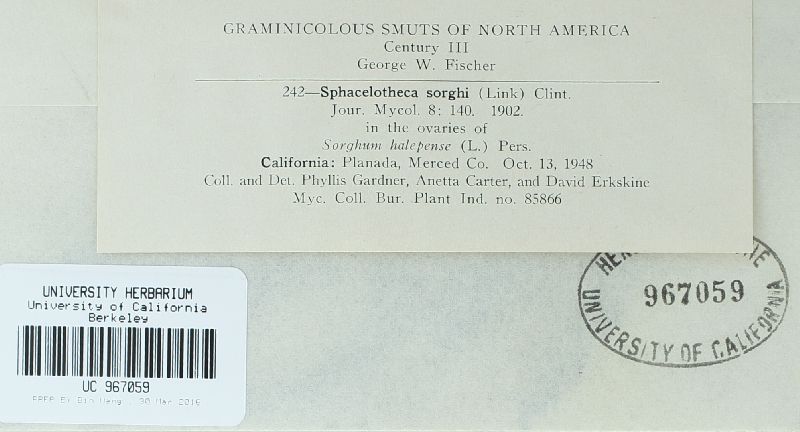 GRAMINICOLOUS SMUTS OF NORTH AMERICA
Century III
George W. Fischer
242—Sphacelotheca sorghi (Link) Clint.
Jour. Mycol. 8: 140. 1902.
in the ovaries of
Sorghum halepense (L.) Pers.
California: Planada, Merced Co. Oct. 13, 1948
Coll. and Det. Phyllis Gardner, Anetta Carter, and David Erkskine
Myc. Coll. Bur. Plant Ind. no. 85866
967059
UNIVERSITY OF CALIFORNIA
UNIVERSITY HERBARIUM
University of California
Berkeley
UC 967059